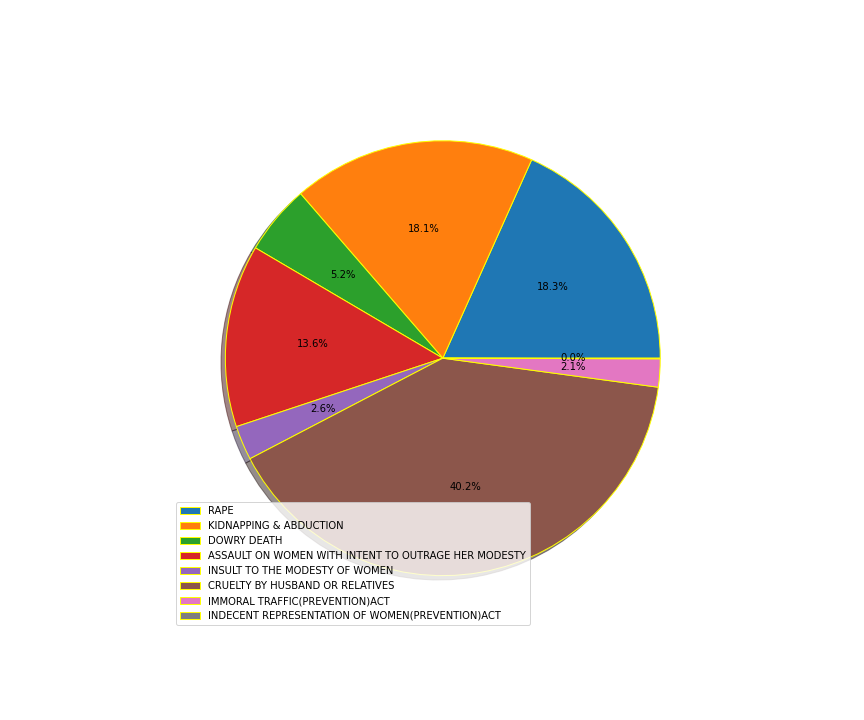 18.1%
18.3%
5.2%
13.6%
0.0%
2.1%
2.6%
40.2%
RAPE
KIDNAPPING & ABDUCTION
DOWRY DEATH
ASSAULT ON WOMEN WITH INTENT TO OUTRAGE HER MODESTY
INSULT TO THE MODESTY OF WOMEN
CRUELTY BY HUSBAND OR RELATIVES
IMMORAL TRAFFIC(PREVENTION)ACT
INDECENT REPRESENTATION OF WOMEN(PREVENTION)ACT